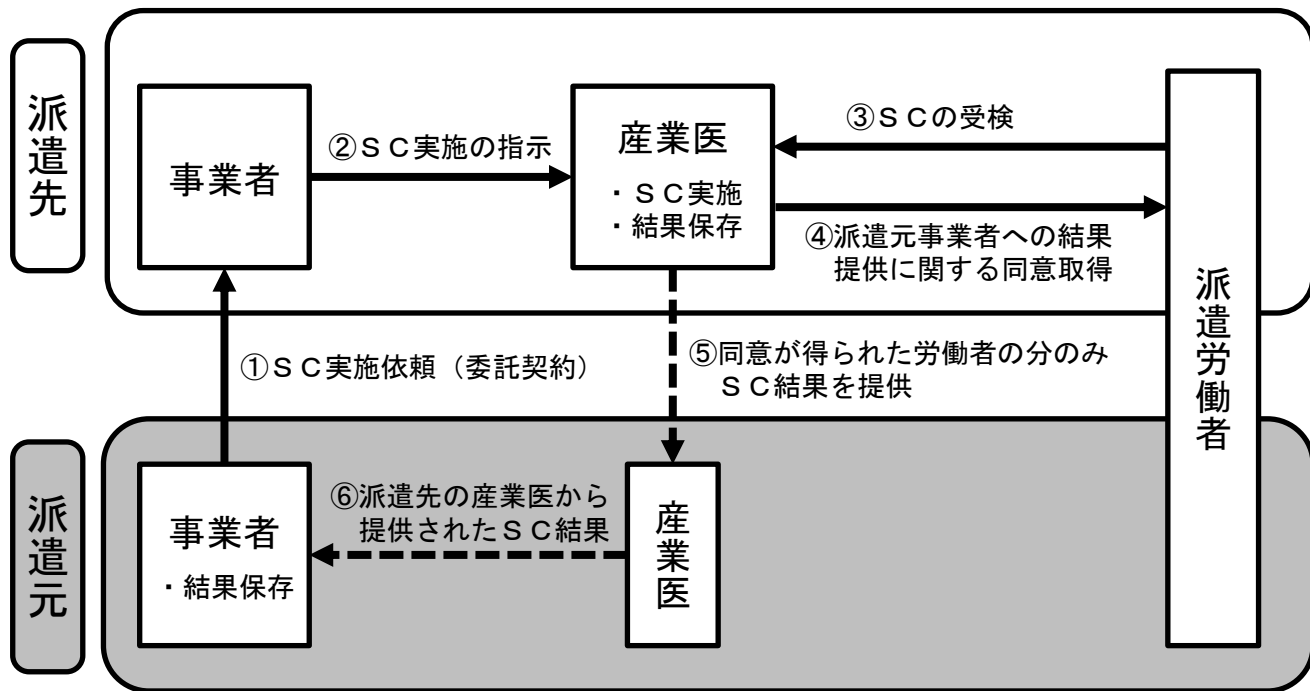 派遣先
事業者
②ＳＣ実施の指示
産業医
・ＳＣ実施
・結果保存
③ＳＣの受検
④派遣元事業者への結果
提供に関する同意取得
派遣労働者
①ＳＣ実施依頼（委託契約）
⑤同意が得られた労働者の分のみ
ＳＣ結果を提供
派遣元
事業者
・結果保存
⑥派遣先の産業医から
提供されたＳＣ結果
産業医